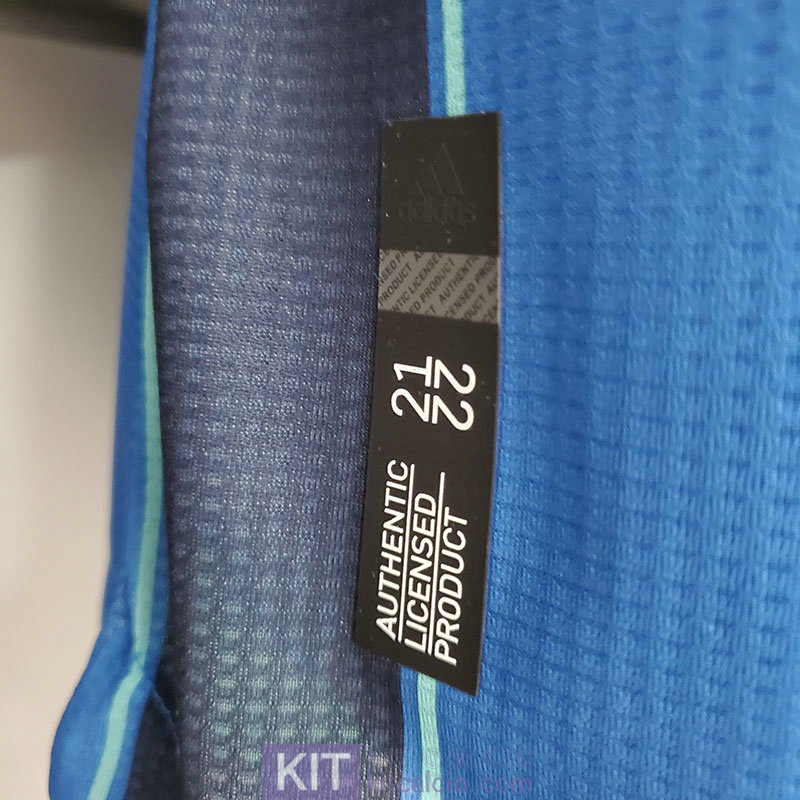 adidas
AUTHENTIC
LICENSED
PRODUCT
21
22
KIT